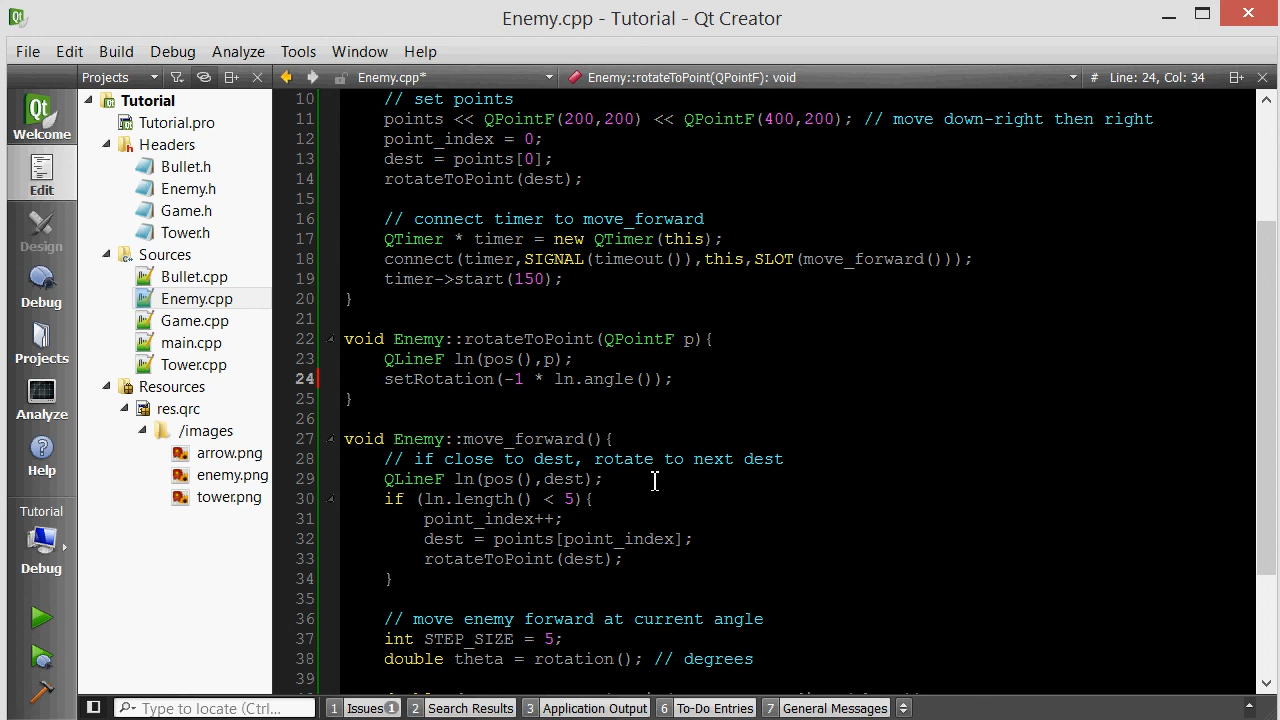 Enemy.cpp - Tutorial - Qt Creator
File Edit Build Debug Analyze Tools Window Help
Projects Enemy.cpp* Enemy::rotateToPoint(QPointF): void # Line: 24, Col: 34
Welcome
Edit
Design
Debug
Projects
Analyze
Help
Tutorial
Debug
Tutorial
Tutorial.pro
Headers
Bullet.h
Enemy.h
Game.h
Tower.h
Sources
Bullet.cpp
Enemy.cpp
Game.cpp
main.cpp
Tower.cpp
Resources
res.qrc
/images
arrow.png
enemy.png
tower.png
10 // set points
11 points << QPointF(200,200) << QPointF(400,200); // move down-right then right
12 point_index = 0;
13 dest = points[0];
14 rotateToPoint(dest);
15
16 // connect timer to move_forward
17 QTimer * timer = new QTimer(this);
18 connect(timer,SIGNAL(timeout()),this,SLOT(move_forward()));
19 timer->start(150);
20 }
21
22 void Enemy::rotateToPoint(QPointF p){
23 QLineF ln(pos(),p);
24 setRotation(-1 * ln.angle());
25 }
26
27 void Enemy::move_forward(){
28 // if close to dest, rotate to next dest
29 QLineF ln(pos(),dest);
30 if (ln.length() < 5){
31 point_index++;
32 dest = points[point_index];
33 rotateToPoint(dest);
34 }
35
36 // move enemy forward at current angle
37 int STEP_SIZE = 5;
38 double theta = rotation(); // degrees
39
Type to locate (Ctrl... 1 Issues 1 2 Search Results 3 Application Output 6 To-Do Entries 7 General Messages